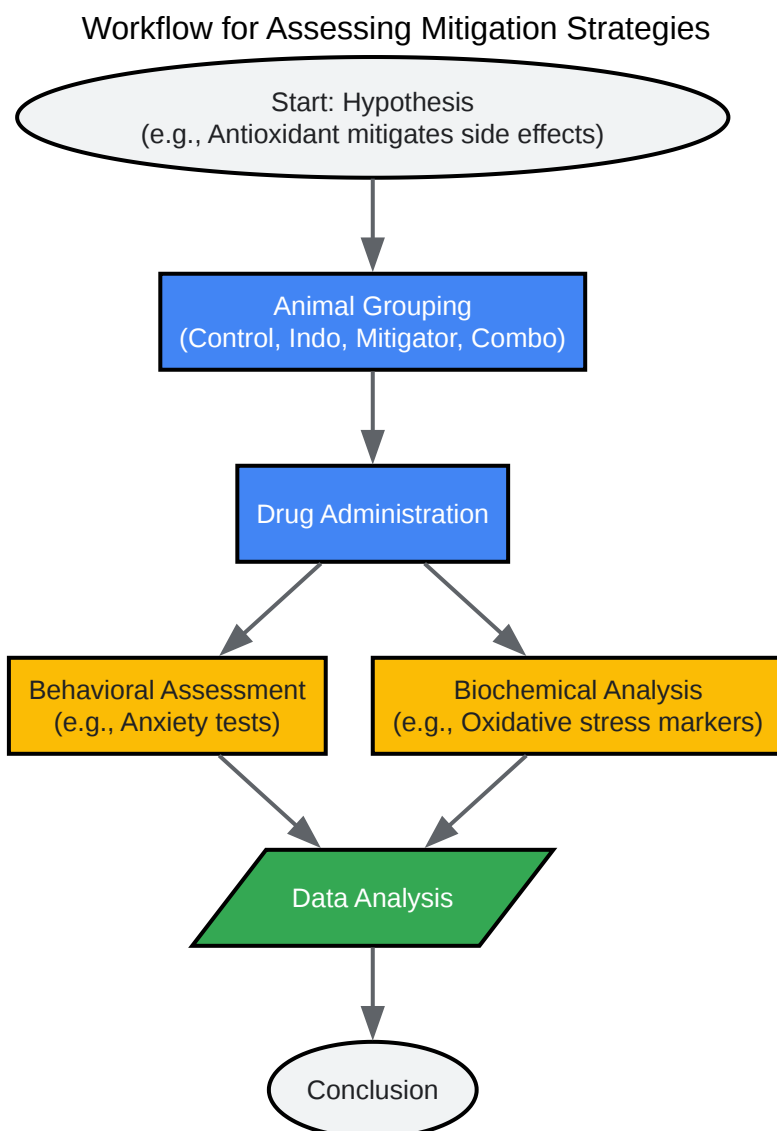 Workflow for Assessing Mitigation Strategies
Start: Hypothesis
(e.g., Antioxidant mitigates side effects)
Animal Grouping
(Control, Indo, Mitigator, Combo)
Drug Administration
Behavioral Assessment
(e.g., Anxiety tests)
Biochemical Analysis
(e.g., Oxidative stress markers)
Data Analysis
Conclusion